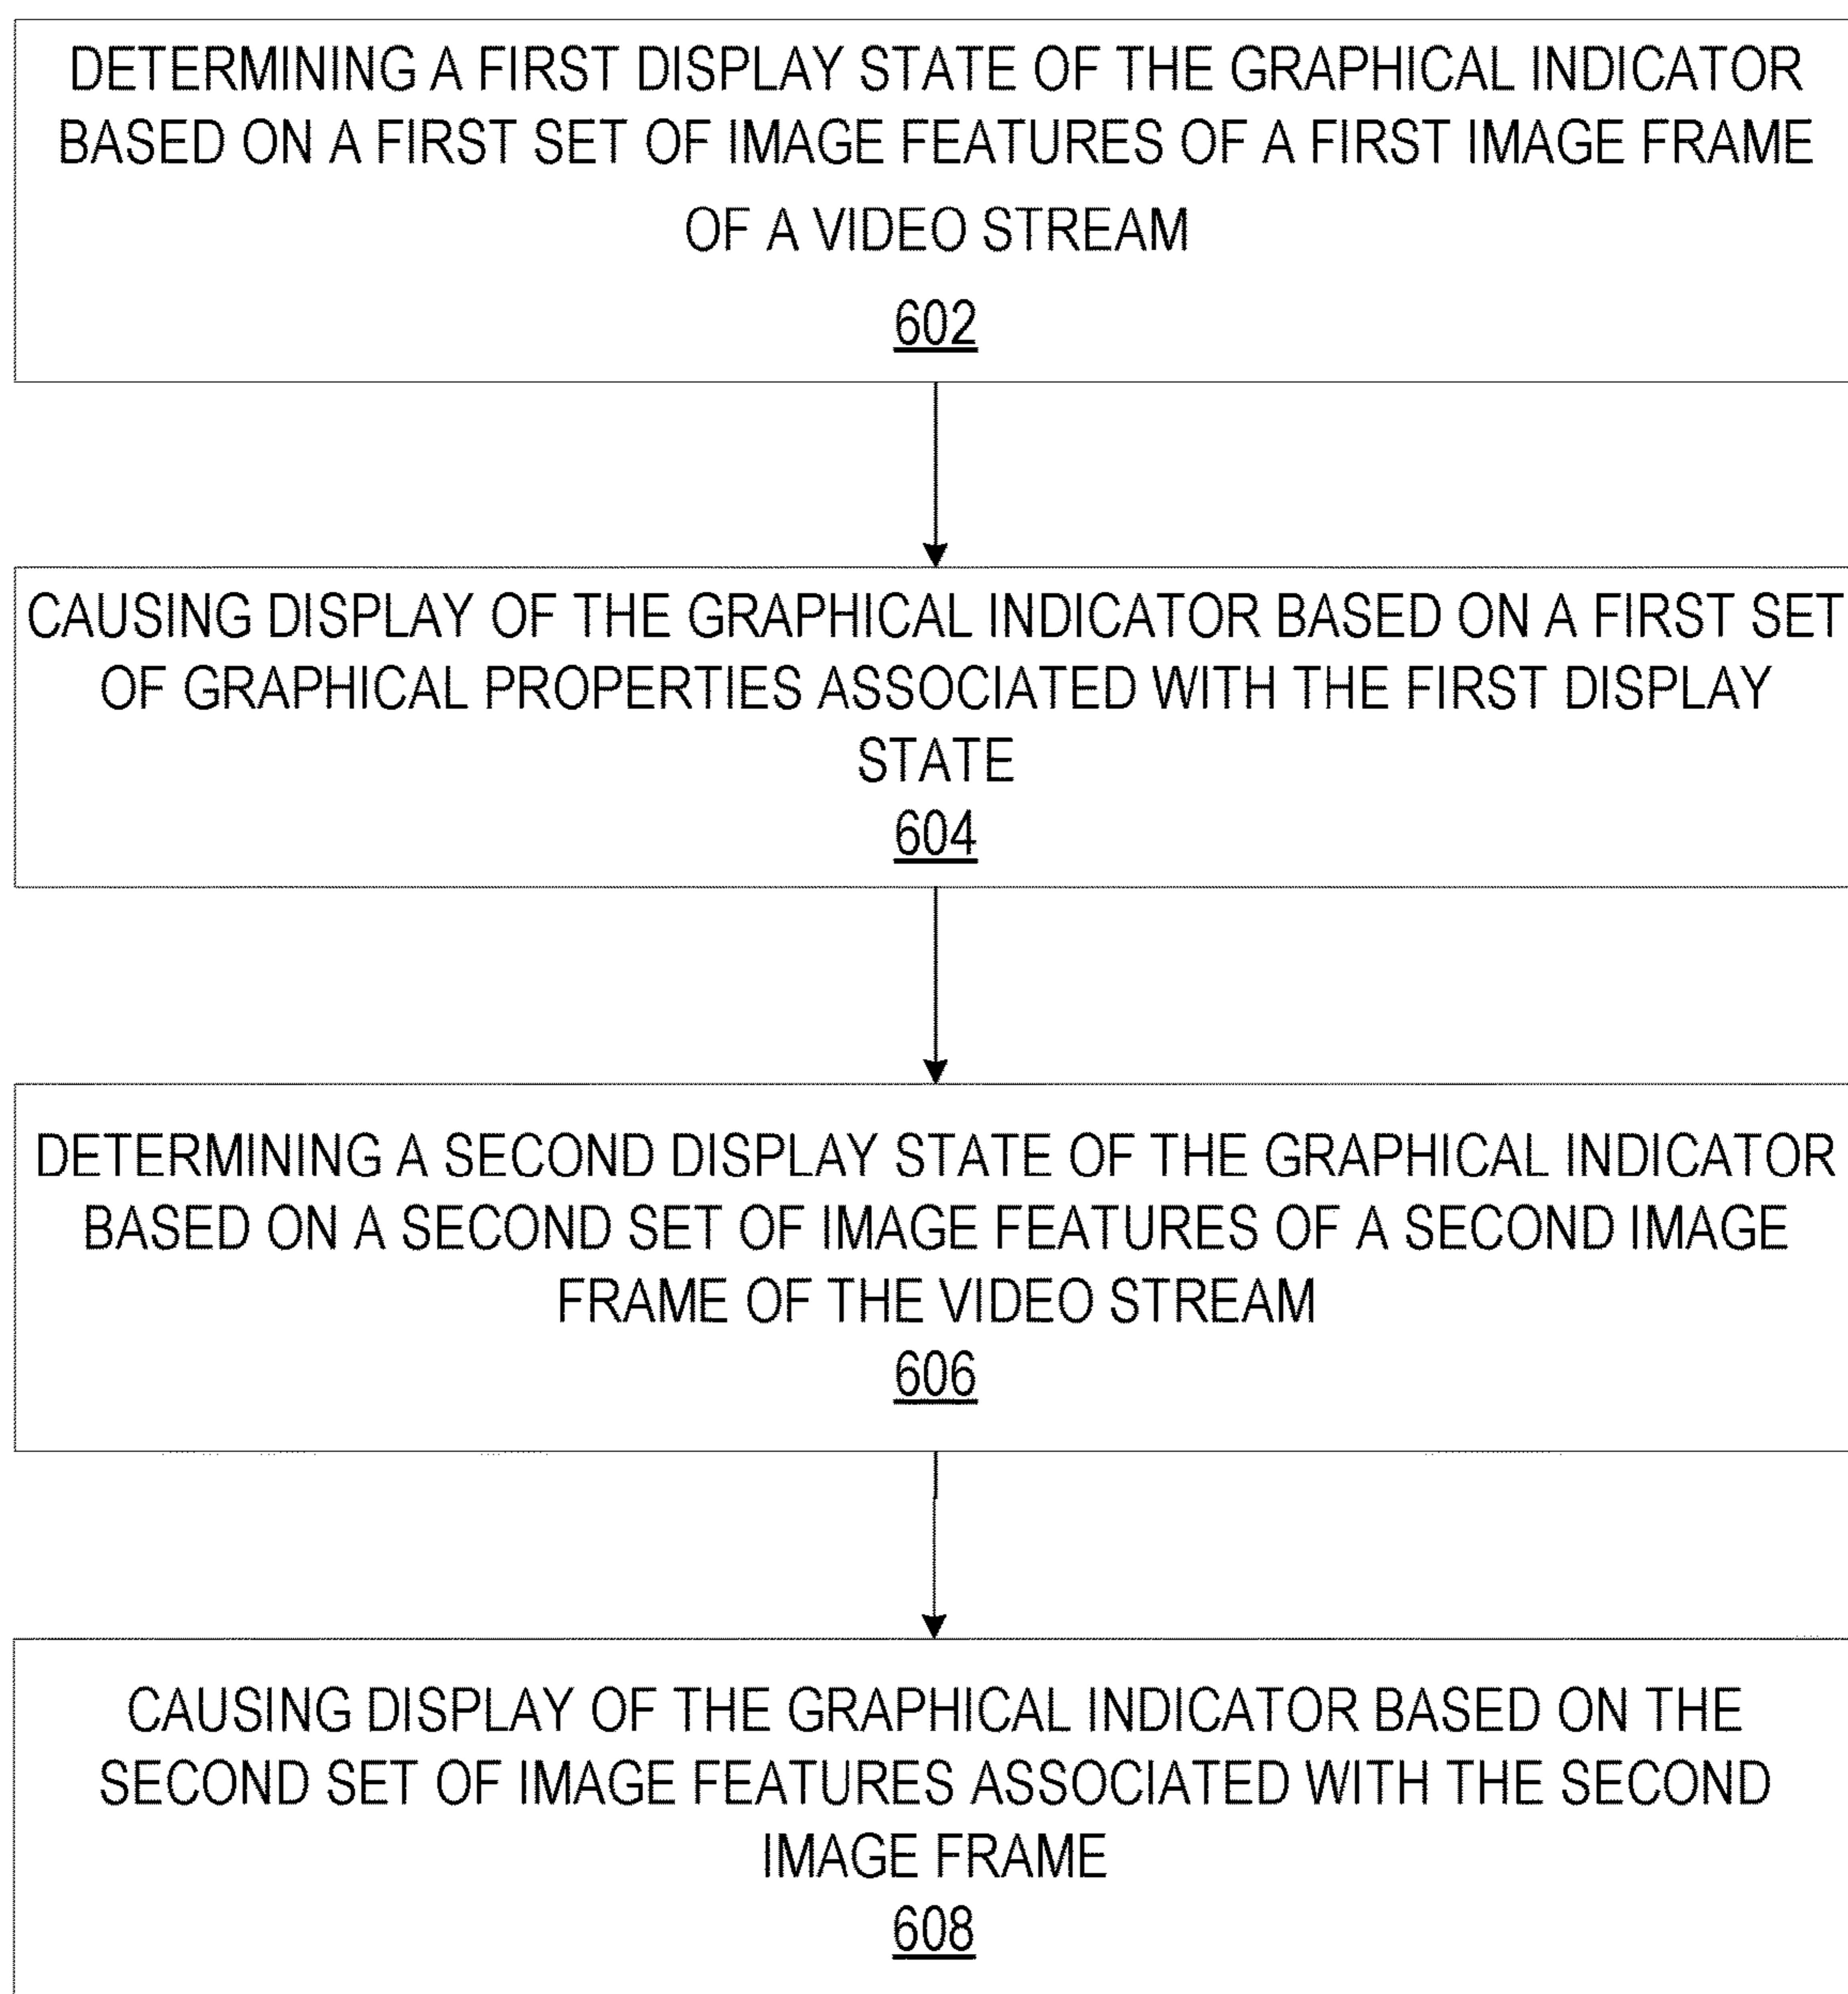 DETERMINING A FIRST DISPLAY STATE OF THE GRAPHICAL INDICATOR
BASED ON A FIRST SET OF IMAGE FEATURES OF A FIRST IMAGE FRAME
OF A VIDEO STREAM
602
CAUSING DISPLAY OF THE GRAPHICAL INDICATOR BASED ON A FIRST SET
OF GRAPHICAL PROPERTIES ASSOCIATED WITH THE FIRST DISPLAY
STATE
604
DETERMINING A SECOND DISPLAY STATE OF THE GRAPHICAL INDICATOR
BASED ON A SECOND SET OF IMAGE FEATURES OF A SECOND IMAGE
FRAME OF THE VIDEO STREAM
606
CAUSING DISPLAY OF THE GRAPHICAL INDICATOR BASED ON THE
SECOND SET OF IMAGE FEATURES ASSOCIATED WITH THE SECOND
IMAGE FRAME
608